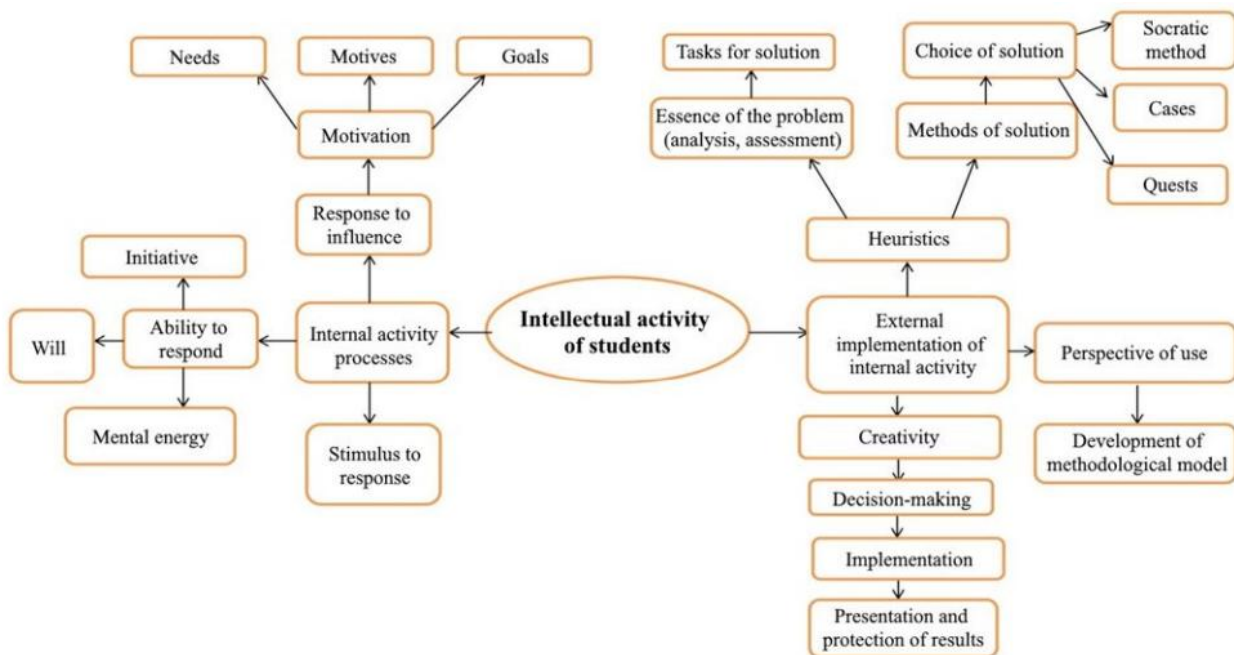 Needs
Motives
Goals
Motivation
Response to
influence
Initiative
Will
Ability to
respond
Internal activity
processes
Mental energy
Stimulus to
response
Intellectual activity
of students
Tasks for solution
Essence of the problem
(analysis, assessment)
Choice of solution
Methods of solution
Socratic
method
Cases
Quests
Heuristics
External
implementation of
internal activity
Perspective of use
Development of
methodological model
Creativity
Decision-making
Implementation
Presentation and
protection of results